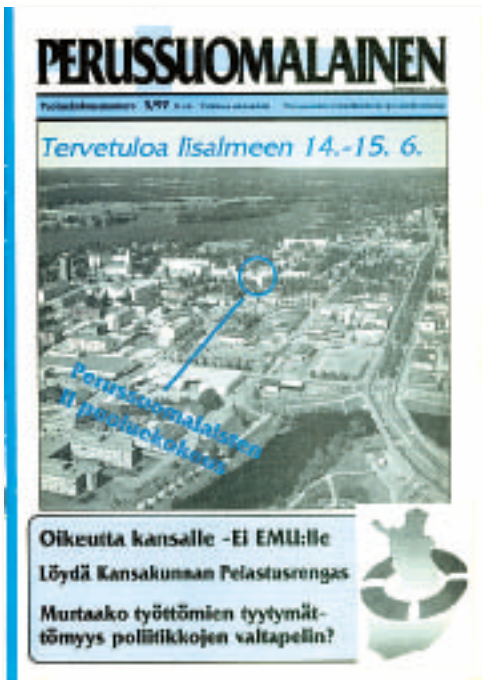 PERUSSUOMALAINEN
5/97
Tervetuloa Iisalmeen 14.-15. 6.
Perussuomalaisten
II puoluekokous
Oikeutta kansalle -Ei EMU:lle
Löydä Kansakunnan Pelastusrengas
Murtaako työttömien tyytymät-
tömyys poliitikkojen valtapelin?